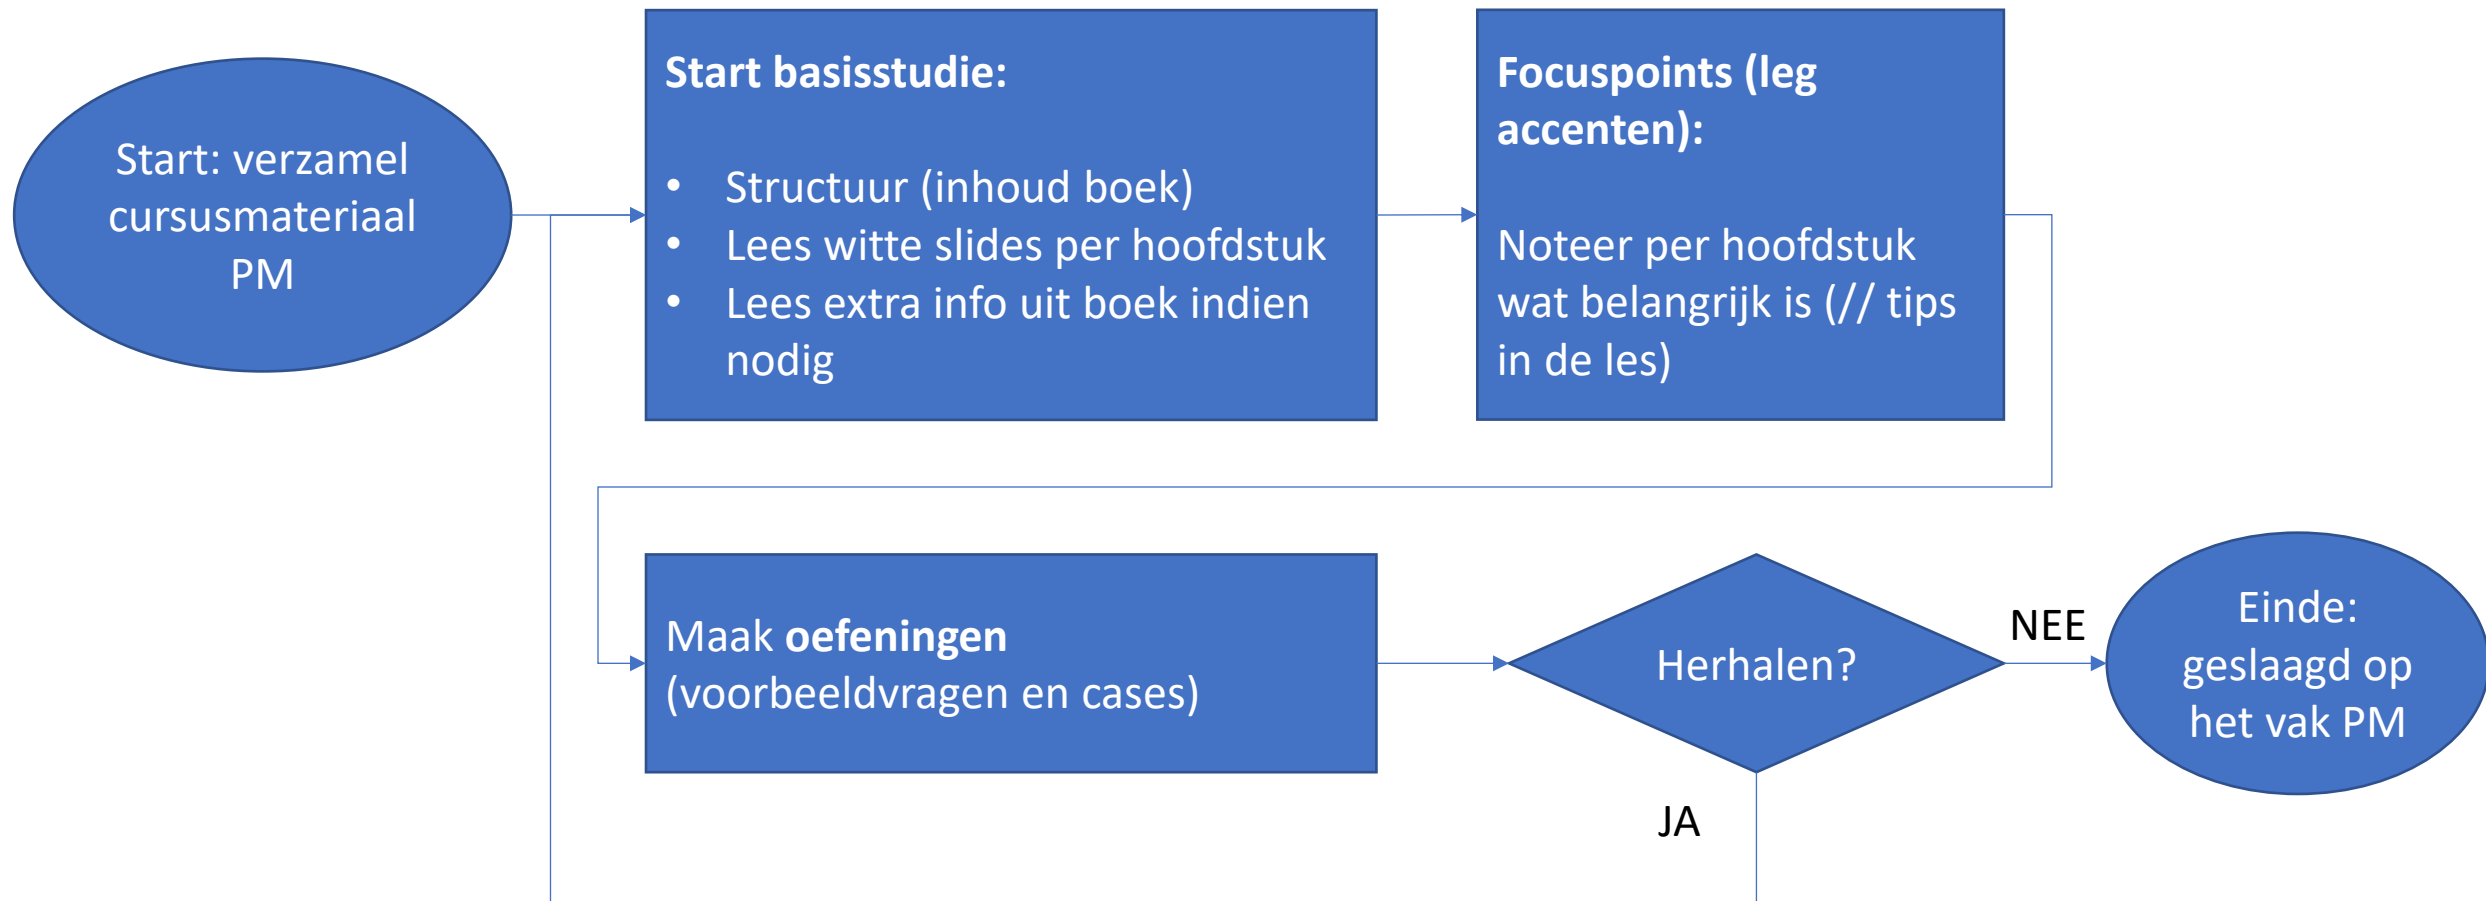 Start: verzamel
cursusmateriaal
PM
Start basisstudie:
• Structuur (inhoud boek)
• Lees witte slides per hoofdstuk
• Lees extra info uit boek indien
nodig
Focuspoints (leg
accenten):
Noteer per hoofdstuk
wat belangrijk is (// tips
in de les)
Maak oefeningen
(voorbeeldvragen en cases)
Herhalen?
NEE
JA
Einde:
geslaagd op
het vak PM